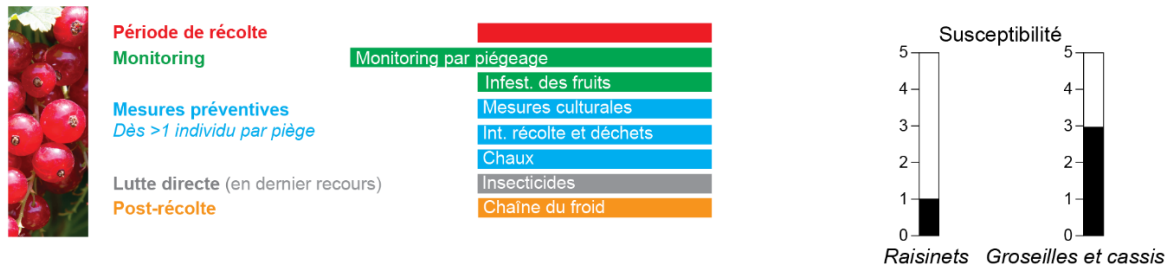 Période de récolte
Monitoring
Monitoring par piégeage
Infest. des fruits
Mesures préventives
Mesures culturales
Dès >1 individu par piège
Int. récolte et déchets
Chaux
Lutte directe (en dernier recours)
Insecticides
Post-récolte
Chaîne du froid
Susceptibilité
5
4
3
2
1
0
Raisinets
5
4
3
2
1
0
Groseilles et cassis